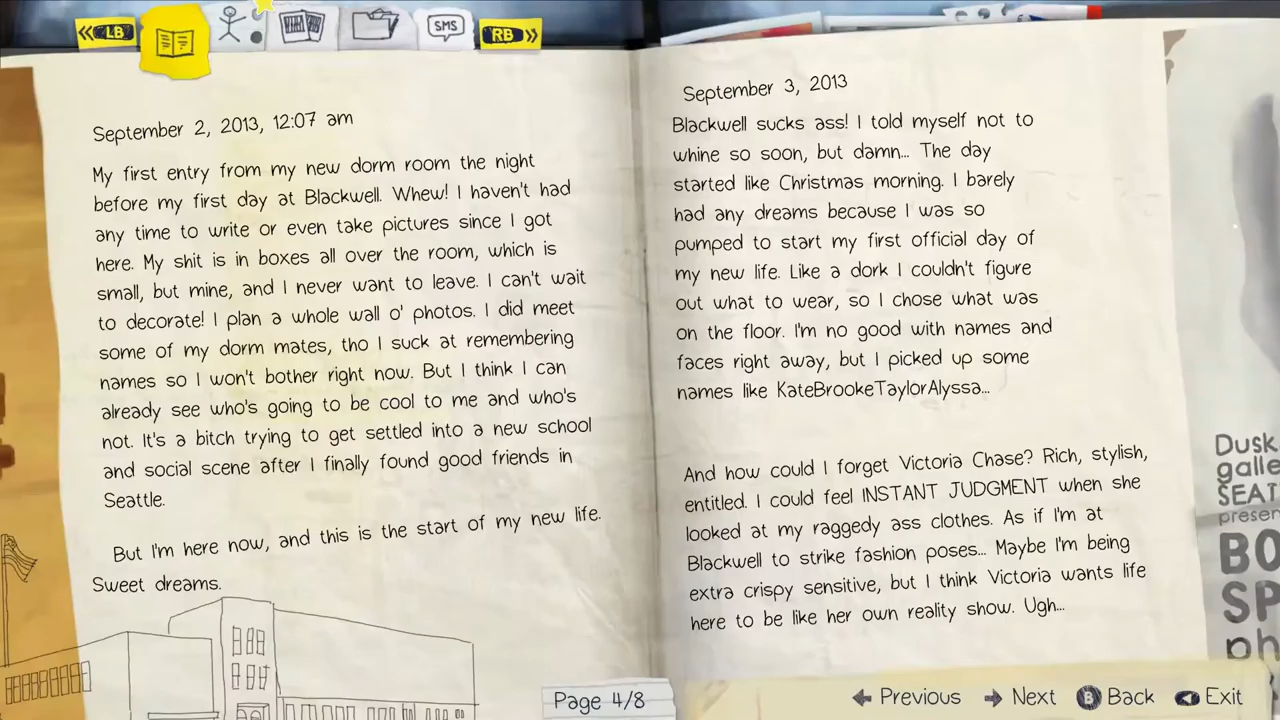 LB
SMS
RB
September 2, 2013, 12:07 am
My first entry from my new dorm room the night
before my first day at Blackwell. Whew! I haven't had
any time to write or even take pictures since I got
here. My shit is in boxes all over the room, which is
small, but mine, and I never want to leave. I can't wait
to decorate! I plan a whole wall o' photos. I did meet
some of my dorm mates, tho I suck at remembering
names so I won't bother right now. But I think I can
already see who's going to be cool to me and who's
not. It's a bitch trying to get settled into a new school
and social scene after I finally found good friends in
Seattle.
But I'm here now, and this is the start of my new life.
Sweet dreams.
September 3, 2013
Blackwell sucks ass! I told myself not to
whine so soon, but damn... The day
started like Christmas morning. I barely
had any dreams because I was so
pumped to start my first official day of
my new life. Like a dork I couldn't figure
out what to wear, so I chose what was
on the floor. I'm no good with names and
faces right away, but I picked up some
names like KateBrookeTaylorAlyssa...
And how could I forget Victoria Chase? Rich, stylish,
entitled. I could feel INSTANT JUDGMENT when she
looked at my raggedy ass clothes. As if I'm at
Blackwell to strike fashion poses... Maybe I'm being
extra crispy sensitive, but I think Victoria wants life
here to be like her own reality show. Ugh...
Dusk
galle
SEAT
presen
BO
SP
ph
Page 4/8
Previous
Next
B Back
Exit